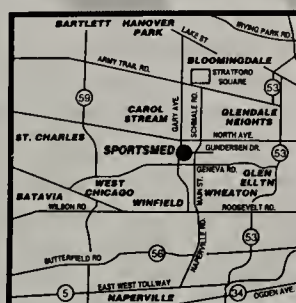 BARTLETT HANOVER PARK
LAKE ST
IRVING PARK RD.
ARMY TRAIL RD.
BLOOMINGDALE
STRATFORD SQUARE
53
59
CAROL STREAM
GARY AVE.
SCHMALE RD.
GLENDALE HEIGHTS
ST. CHARLES
NORTH AVE.
SPORTSMED
GUNDERSEN DR.
GENEVA RD.
GLEN ELLTN
WEST CHICAGO
MAIN ST.
WHEATON
BATAVIA
WILSON RD
WINFIELD
ROOSEVELT RD.
NAPERVILLE RD.
53
56
BUTTERFIELD RD
EAST WEST TOLLWAY
5
NAPERVILLE
34
OGDEN AVE.